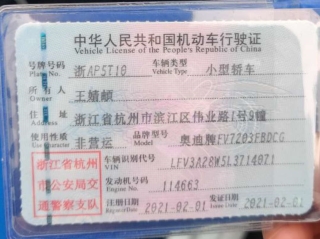 中华人民共和国机动车行驶证
Vehicle License of the People's Republic of China
号牌号码 浙AP5T10 车辆类型 小型轿车
Plate No. Vehicle Type
所有人 王婧
Owner
住址 浙江省杭州市滨江区伟业路1号9幢
Address
使用性质 非营运 品牌型号 奥迪牌FV7203FBDCG
Use Character Model
浙江省杭州
市公安局交
通警察支队
车辆识别代号 LFV3A28W5L3714071
VIN
发动机号码 114663
Engine No.
注册日期 2021-02-01 发证日期 2021-02-01
Register Date Issue Date